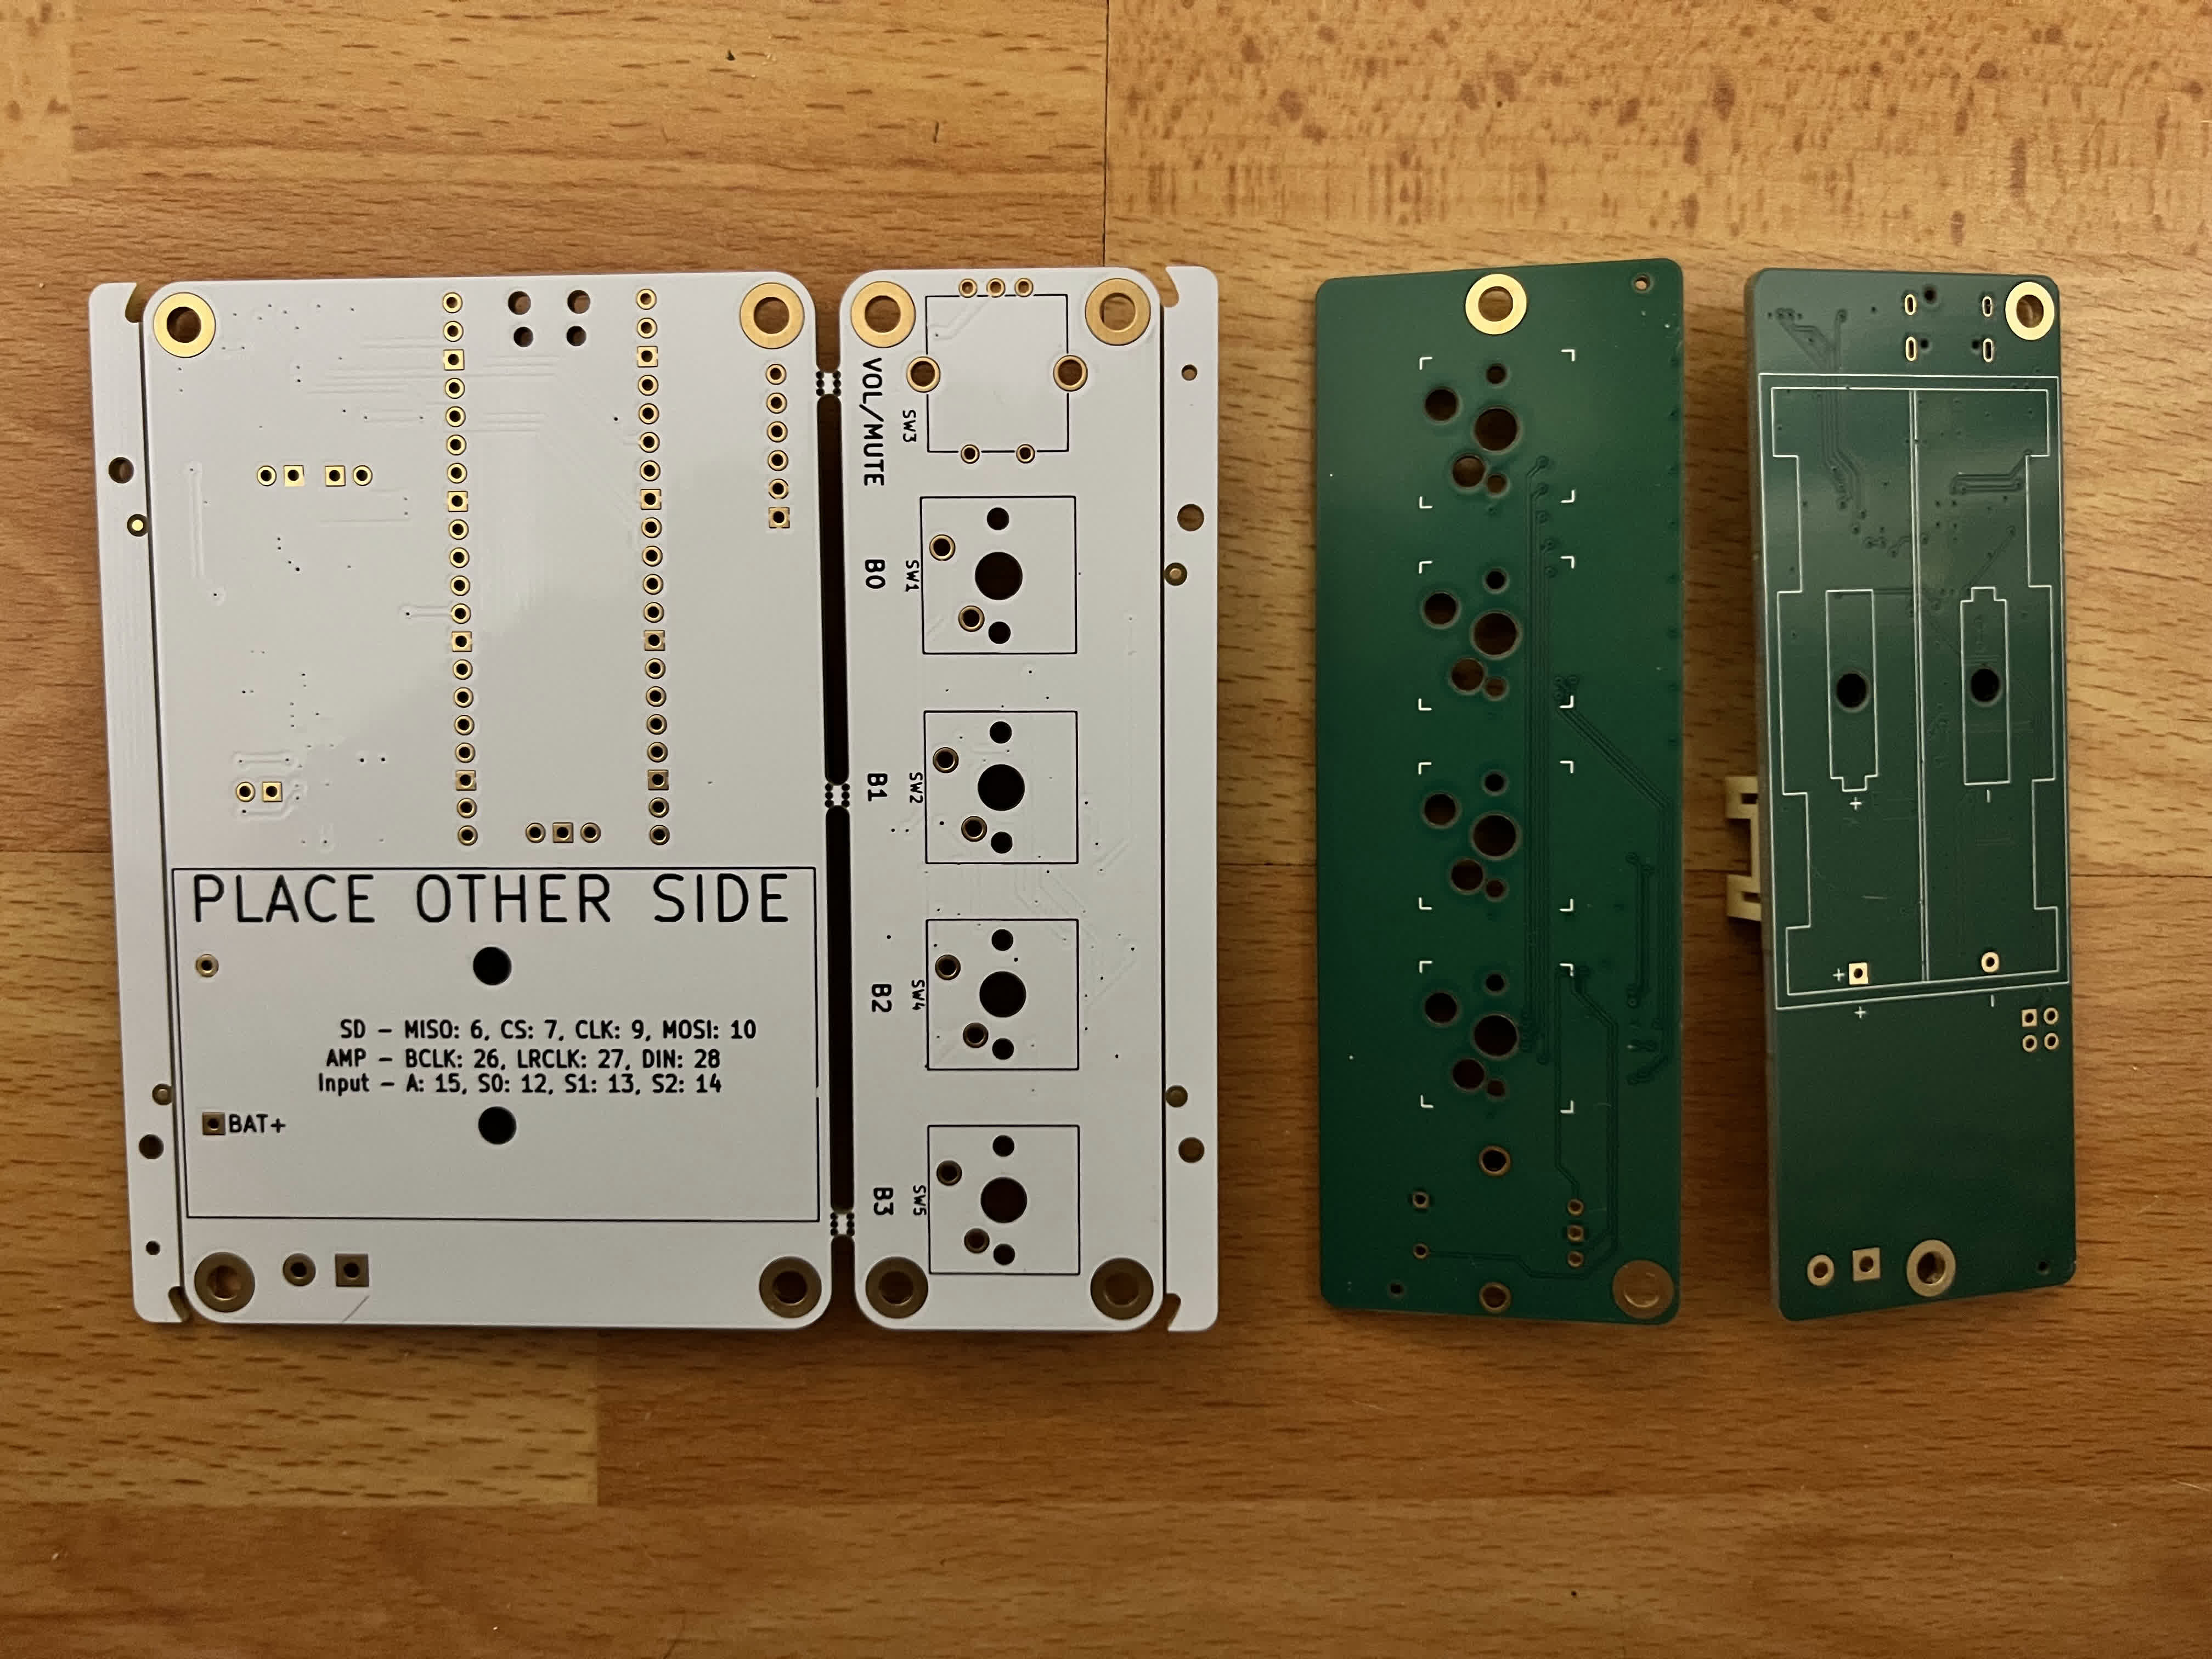 PLACE OTHER SIDE
SD – MISO: 6, CS: 7, CLK: 9, MOSI: 10
AMP – BCLK: 26, LRCLK: 27, DIN: 28
Input – A: 15, S0: 12, S1: 13, S2: 14
BAT+
VOL/MUTE
SW3
B0
SW1
B1
SW2
B2
SW4
B3
SW5
+
-
+
+
-